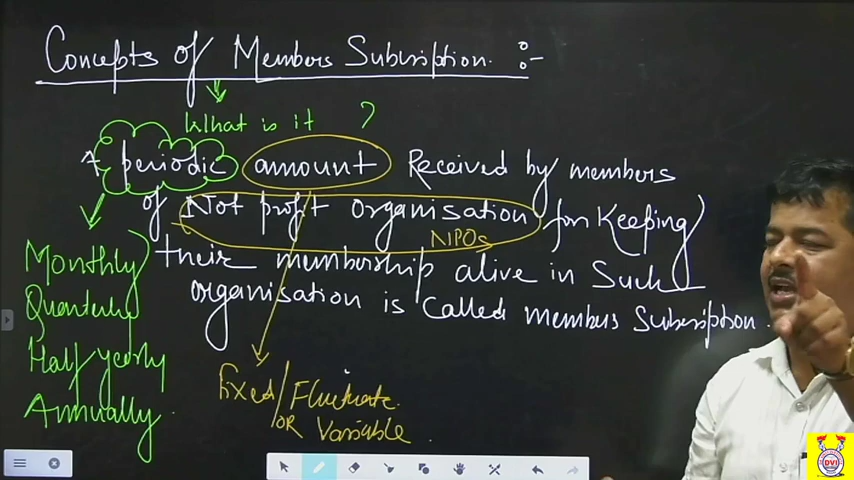 Concepts of Members Subsription :-
What is it ?
A periodic amount Received by members
of Not profit organisation for Keeping
NPOs
their membership alive in Such
organisation is called members Subsription.
Monthly
Quarterly
Half yearly
Annually.
fixed/Fluctuate
OR Variable.
DVI